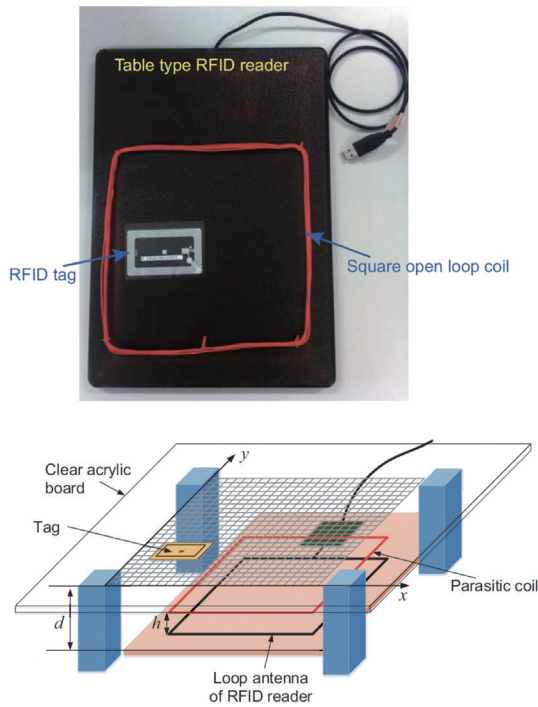 Table type RFID reader
RFID tag
Square open loop coil
Clear acrylic
board
y
Tag
Parasitic coil
x
d
h
Loop antenna
of RFID reader